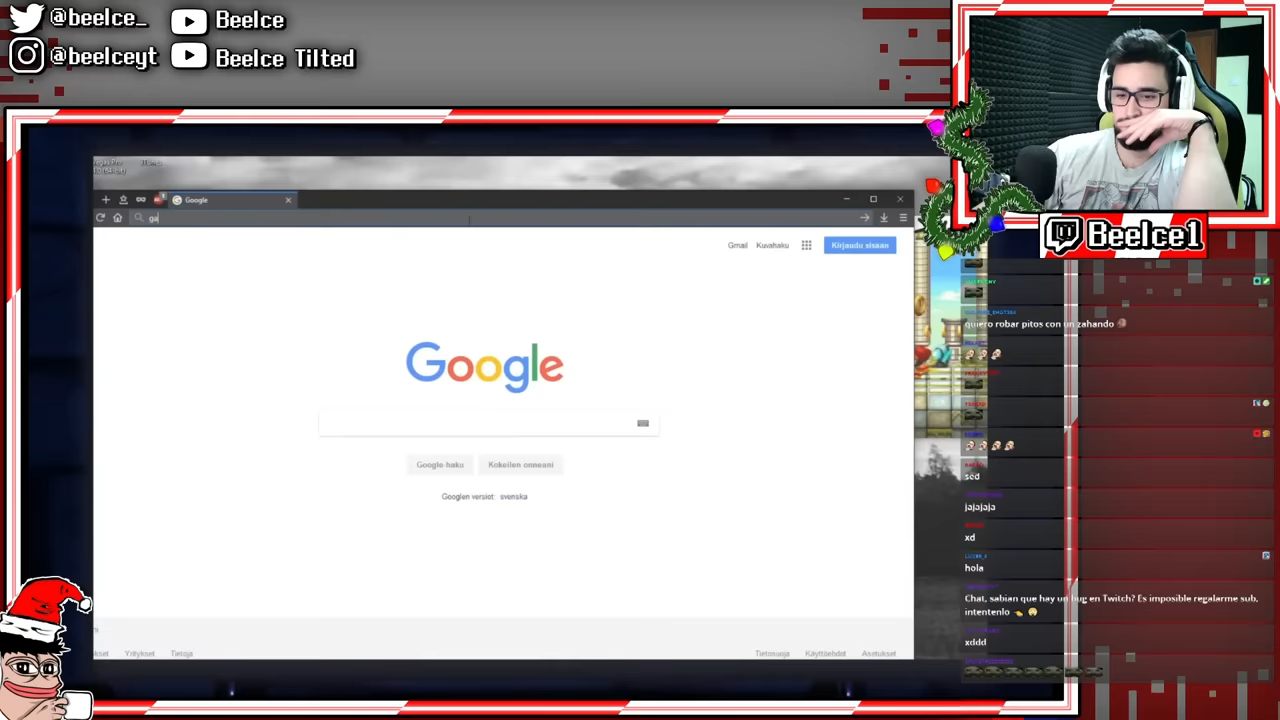 @beelce_
Beelce
@beelceyt
Beelce Tilted
Google
ga
Gmail
Kuvahaku
Kirjaudu sisään
Google
Google-haku
Kokeilen onneani
Googlen versiot:
svenska
Yritykset
Tietoja
Tietosuoja
Käyttöehdot
Asetukset
Beelce1
quiero robar pitos con un zahando
sed
jajajaja
xd
hola
Chat, sabian que hay un bug en Twitch? Es imposible regalarme sub,
intentenlo
xddd